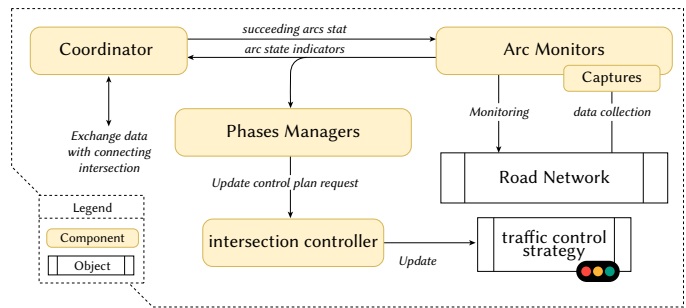 succeeding arcs stat
Coordinator
arc state indicators
Arc Monitors
Captures
Monitoring
data collection
Exchange data
with connecting
intersection
Phases Managers
Road Network
Update control plan request
Legend
Component
Object
intersection controller
Update
traffic control
strategy